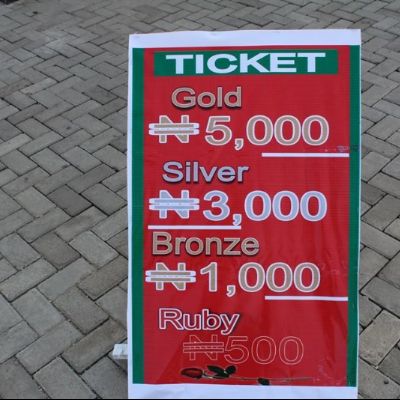 TICKET
Gold
₦ 5,000
Silver
₦ 3,000
Bronze
₦ 1,000
Ruby
₦500